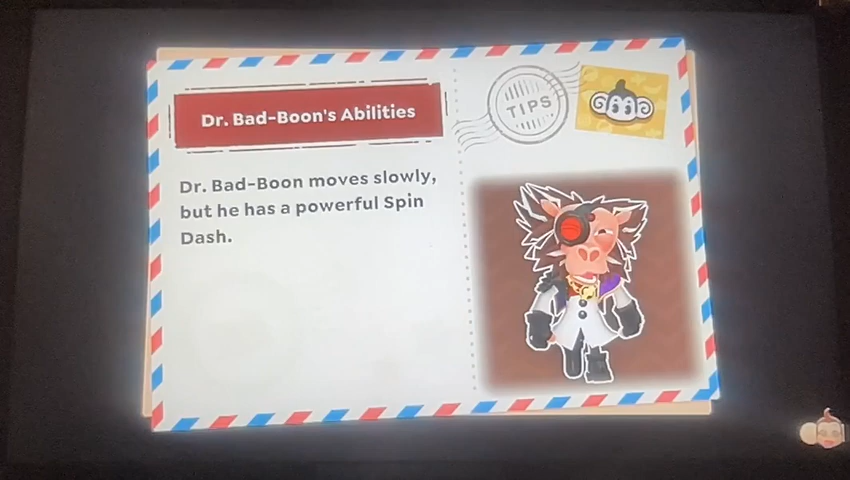 TIPS
Dr. Bad-Boon's Abilities
Dr. Bad-Boon moves slowly,
but he has a powerful Spin
Dash.